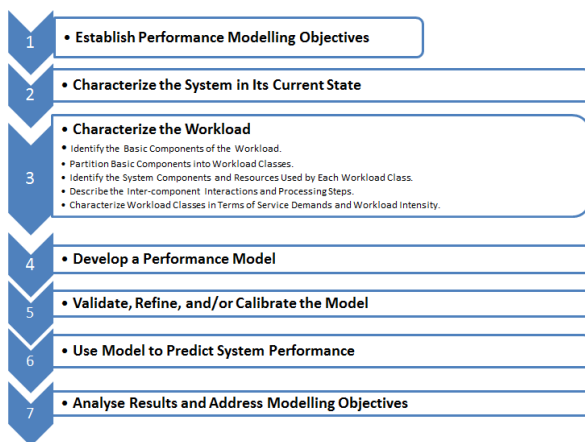 1
• Establish Performance Modelling Objectives
2
• Characterize the System in Its Current State
3
• Characterize the Workload
• Identify the Basic Components of the Workload.
• Partition Basic Components into Workload Classes.
• Identify the System Components and Resources Used by Each Workload Class.
• Describe the Inter-component Interactions and Processing Steps.
• Characterize Workload Classes in Terms of Service Demands and Workload Intensity.
4
• Develop a Performance Model
5
• Validate, Refine, and/or Calibrate the Model
6
• Use Model to Predict System Performance
7
• Analyse Results and Address Modelling Objectives